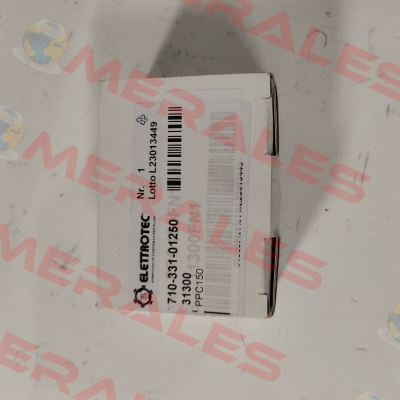 MERALES
MERALES
MERALES
ELETTROTEC
Nr. 1
Lotto L23013449
710-331-01250
31300
PPC150